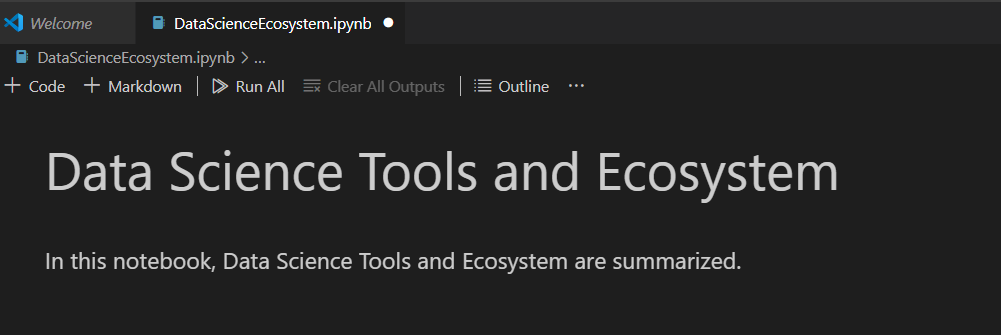 Welcome DataScienceEcosystem.ipynb
DataScienceEcosystem.ipynb > ...
+ Code + Markdown | Run All Clear All Outputs | Outline ...
Data Science Tools and Ecosystem
In this notebook, Data Science Tools and Ecosystem are summarized.